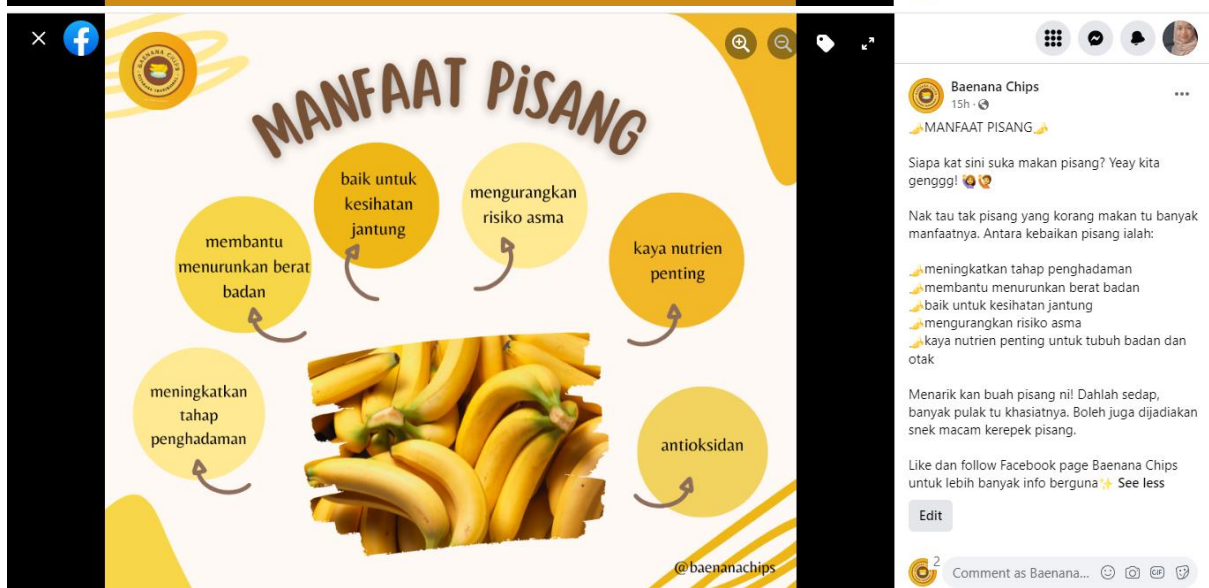 BAENANA CHIPS
MANFAAT PiSANG
baik untuk
kesihatan
jantung
mengurangkan
risiko asma
membantu
menurunkan berat
badan
kaya nutrien
penting
meningkatkan
tahap
penghadaman
antioksidan
@baenanachips
Baenana Chips
15h
🍌MANFAAT PISANG🍌
Siapa kat sini suka makan pisang? Yeay kita
genggg! 🙆‍♀️🙋
Nak tau tak pisang yang korang makan tu banyak
manfaatnya. Antara kebaikan pisang ialah:
🍌meningkatkan tahap penghadaman
🍌membantu menurunkan berat badan
🍌baik untuk kesihatan jantung
🍌mengurangkan risiko asma
🍌kaya nutrien penting untuk tubuh badan dan
otak
Menarik kan buah pisang ni! Dahlah sedap,
banyak pulak tu khasiatnya. Boleh juga dijadiakan
snek macam kerepek pisang.
Like dan follow Facebook page Baenana Chips
untuk lebih banyak info berguna✨ See less
Edit
2
Comment as Baenana...
GIF